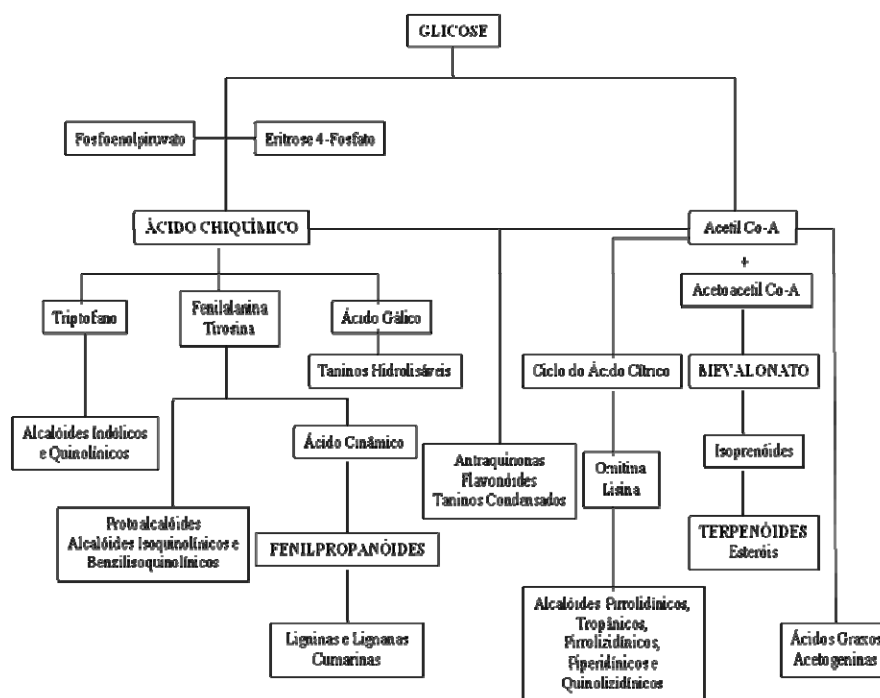 GLICOSE
Fosfoenolpiruvato
Eritrose 4-Fosfato
ÁCIDO CHIQUÍMICO
Acetil Co-A
+
Acetoacetil Co-A
Triptofano
Fenilalanina
Tirosina
Ácido Gálico
Taninos Hidrolisáveis
Ciclo do Ácido Cítrico
MEVALONATO
Alcalóides Indólicos
e Quinolínicos
Ácido Cinâmico
Antraquinonas
Flavonóides
Taninos Condensados
Ornitina
Lisina
Isoprenóides
Protoalcalóides
Alcalóides Isoquinolínicos e
Benzilisoquinolínicos
FENILPROPANÓIDES
TERPENÓIDES
Esteróis
Ligninas e Lignanas
Cumarinas
Alcalóides Pirrolidínicos,
Tropânicos,
Pirrolizidínicos,
Piperidínicos e
Quinolizidínicos
Ácidos Graxos
Acetogeninas